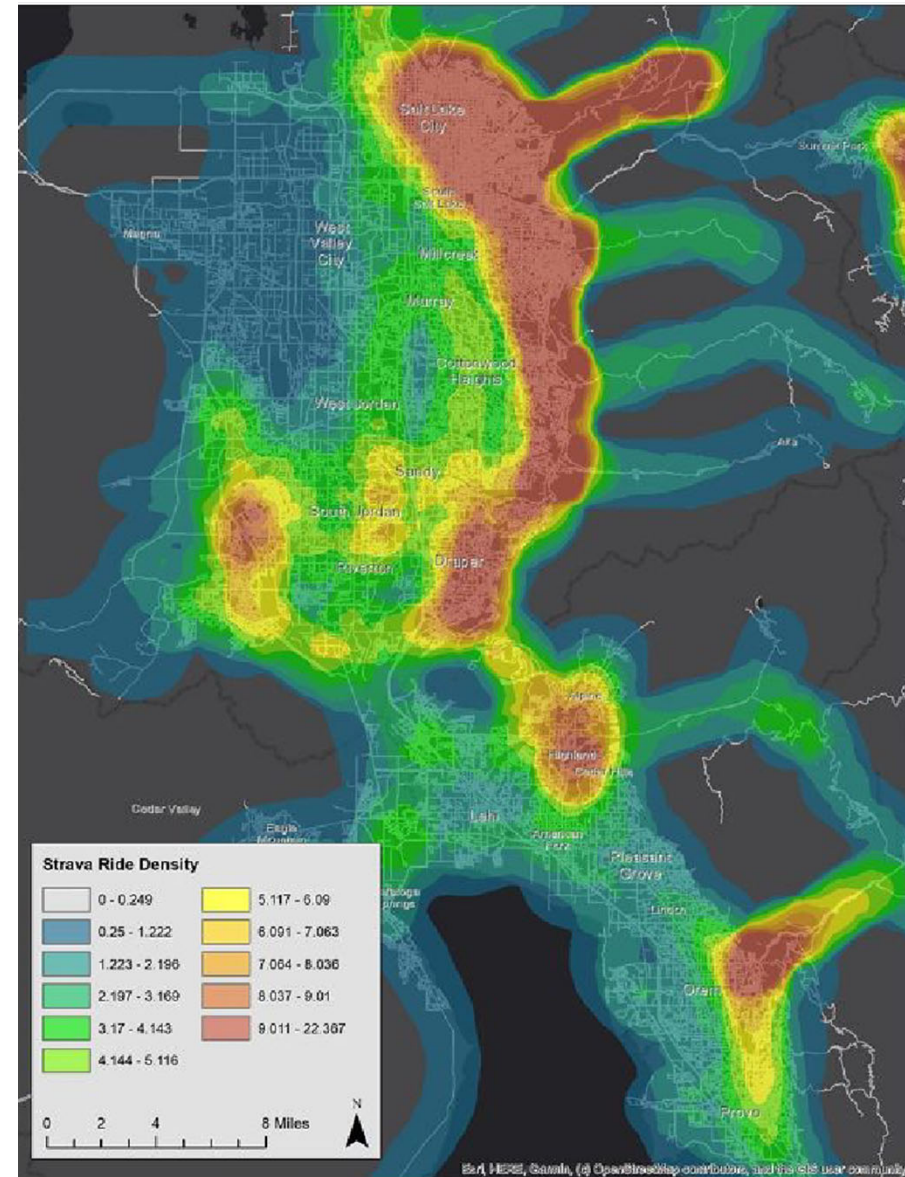 Salt Lake
City
Summit Park
South
Salt Lake
Magna
West
Valley
City
Millcreek
Murray
Cottonwood
Heights
West Jordan
Alta
Sandy
South Jordan
Draper
Riverton
Alpine
Highland
Cedar Hills
Cedar Valley
Lehi
Eagle
Mountain
American
Fork
Pleasant
Grove
Lindon
Orem
Provo
Strava Ride Density
0 - 0.249
0.25 - 1.222
1.223 - 2.196
2.197 - 3.169
3.17 - 4.143
4.144 - 5.116
5.117 - 6.09
6.091 - 7.063
7.064 - 8.036
8.037 - 9.01
9.011 - 22.367
N
0 2 4 8 Miles
Esri, HERE, Garmin, (c) OpenStreetMap contributors, and the GIS user community